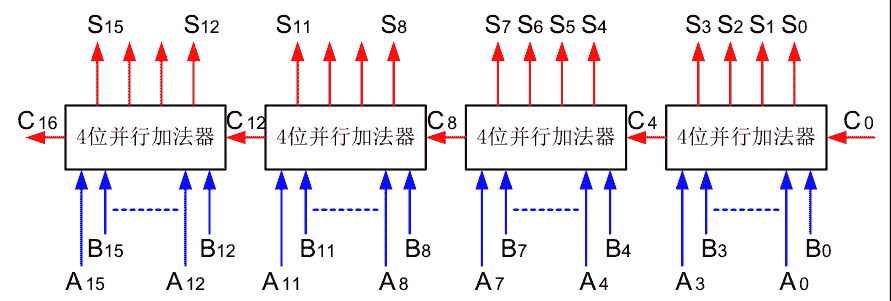 S15 S12 S11 S8 S7 S6 S5 S4 S3 S2 S1 S0
C16 4位并行加法器 C12 4位并行加法器 C8 4位并行加法器 C4 4位并行加法器 C0
B15 B12 B11 B8 B7 B4 B3 B0
A15 A12 A11 A8 A7 A4 A3 A0